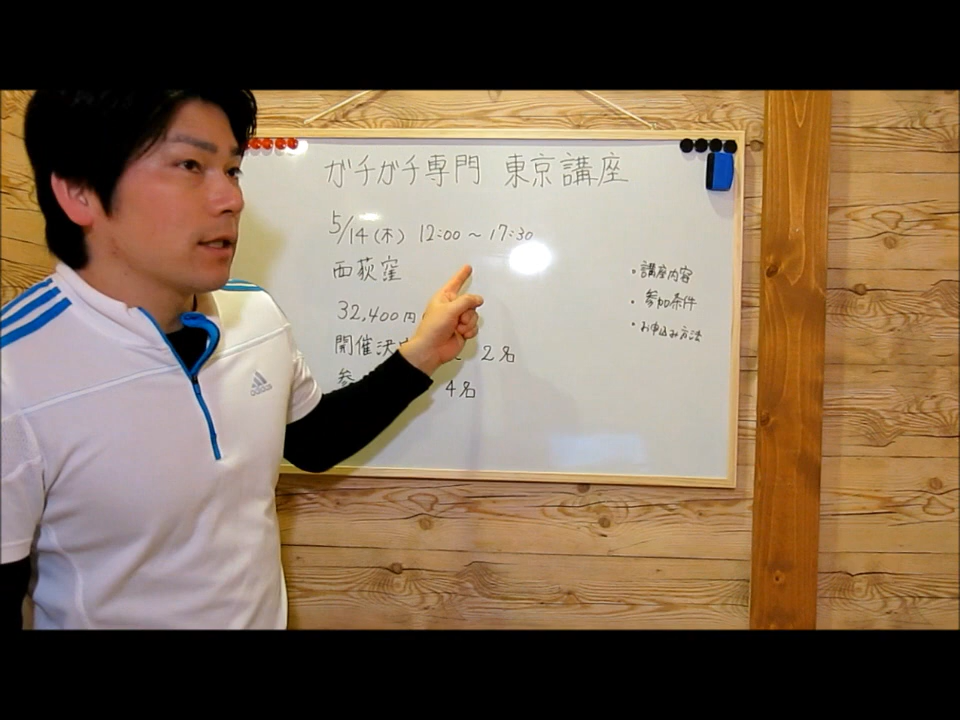 ガチガチ専門 東京講座
5/14(木) 12:00 ～ 17:30
西荻窪
32,400円
開催決 2名
参 4名
・講座内容
・参加条件
・お申込み方法
adidas